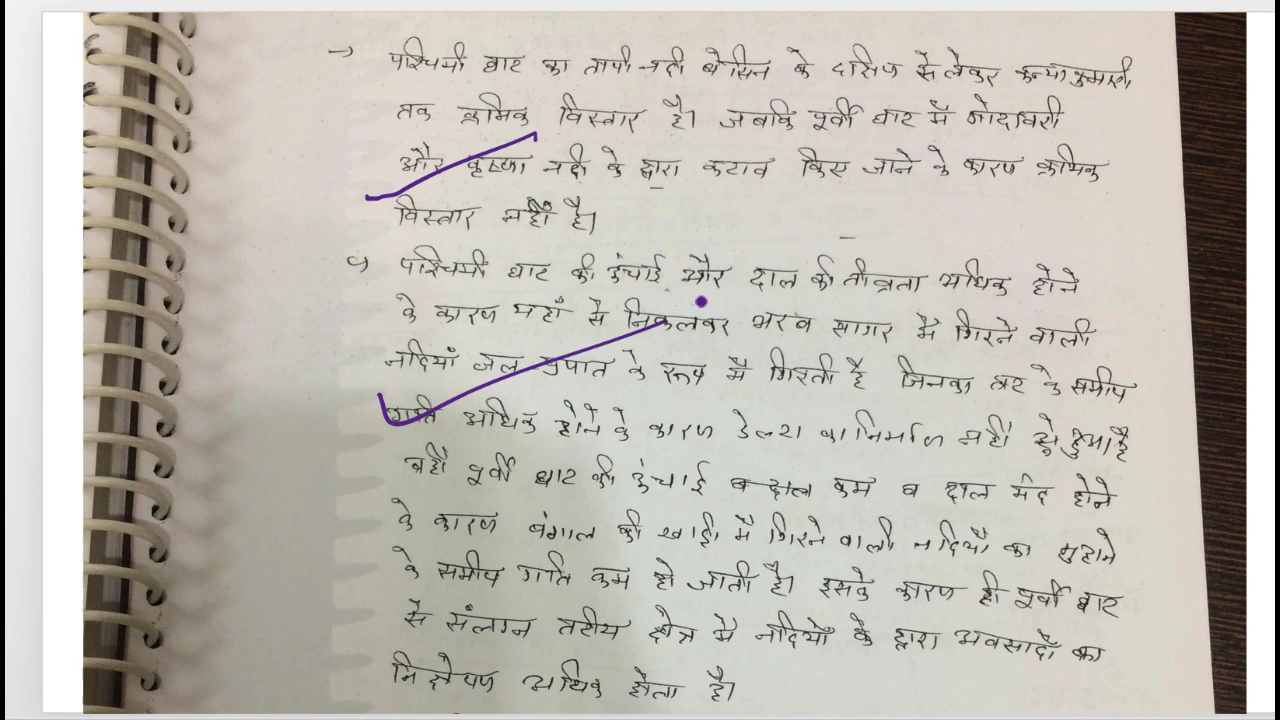 → पश्चिमी घाट का तापी नदी बेसिन के दक्षिण से लेकर कन्याकुमारी
तक क्रमिक विस्तार है। जबकि पूर्वी घाट में गोदावरी
और कृष्णा नदी के द्वारा कटाव किए जाने के कारण क्रमिक
विस्तार नहीं है।
पश्चिमी घाट की ऊंचाई और ढाल की तीव्रता अधिक होने
के कारण यहाँ से निकलकर अरब सागर में गिरने वाली
नदियाँ जल प्रपात के रूप में गिरती है जिनका तट के समीप
गति अधिक होने के कारण डेल्टा का निर्माण नहीं हुआ है
वहीं पूर्वी घाट की ऊंचाई कम व ढाल मंद होने
के कारण बंगाल की खाड़ी में गिरने वाली नदियों का मुहाने
के समीप गति कम हो जाती है। इसके कारण ही पूर्वी घाट
से संलग्न तटीय क्षेत्र में नदियों के द्वारा अवसादों का
निक्षेपण अधिक होता है।